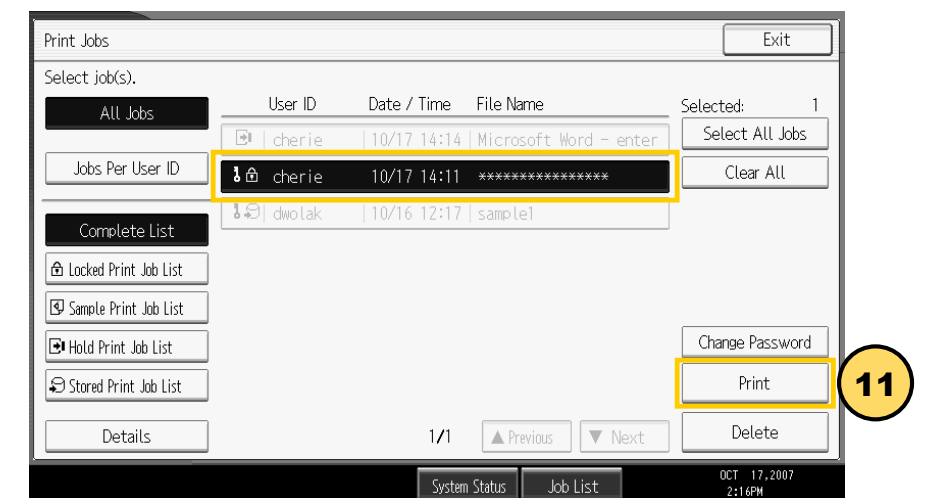 Print Jobs
Exit
Select job(s).
All Jobs
User ID Date / Time File Name
Selected: 1
cherie 10/17 14:14 Microsoft Word - enter
Select All Jobs
Jobs Per User ID
cherie 10/17 14:11 ****************
Clear All
dwolak 10/16 12:17 sample1
Complete List
Locked Print Job List
Sample Print Job List
Hold Print Job List
Change Password
Stored Print Job List
Print
11
Details
1/1
▲ Previous
▼ Next
Delete
System Status
Job List
OCT 17,2007
2:16PM